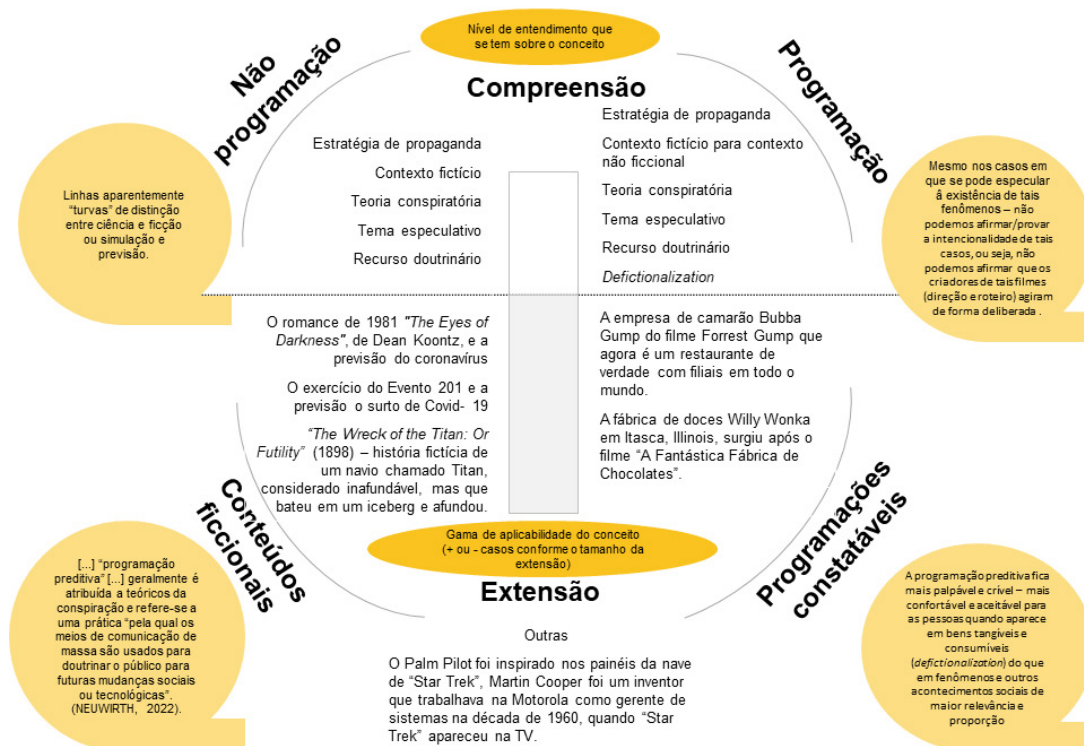 Nível de entendimento que
se tem sobre o conceito
Compreensão
Não
programação
Programação
Estratégia de propaganda
Contexto fictício
Teoria conspiratória
Tema especulativo
Recurso doutrinário
Estratégia de propaganda
Contexto fictício para contexto
não ficcional
Teoria conspiratória
Tema especulativo
Recurso doutrinário
Defictionalization
Linhas aparentemente
“turvas” de distinção
entre ciência e ficção
ou simulação e
previsão.
Mesmo nos casos em
que se pode especular
â existência de tais
fenômenos – não
podemos afirmar/provar
a intencionalidade de tais
casos, ou seja, não
podemos afirmar que os
criadores de tais filmes
(direção e roteiro) agiram
de forma deliberada .
O romance de 1981 "The Eyes of
Darkness", de Dean Koontz, e a
previsão do coronavírus
O exercício do Evento 201 e a
previsão o surto de Covid- 19
“The Wreck of the Titan: Or
Futility” (1898) – história fictícia de
um navio chamado Titan,
considerado inafundável, mas que
bateu em um iceberg e afundou.
A empresa de camarão Bubba
Gump do filme Forrest Gump que
agora é um restaurante de
verdade com filiais em todo o
mundo.
A fábrica de doces Willy Wonka
em Itasca, Illinois, surgiu após o
filme “A Fantástica Fábrica de
Chocolates”.
Conteúdos
ficcionais
Programações
constatáveis
Gama de aplicabilidade do conceito
(+ ou - casos conforme o tamanho da
extensão)
Extensão
[...] “programação
preditiva” [...] geralmente é
atribuída a teóricos da
conspiração e refere-se a
uma prática “pela qual os
meios de comunicação de
massa são usados para
doutrinar o público para
futuras mudanças sociais
ou tecnológicas”.
(NEUWIRTH, 2022).
A programação preditiva fica
mais palpável e crível – mais
confortável e aceitável para
as pessoas quando aparece
em bens tangíveis e
consumíveis
(defictionalization) do que
em fenômenos e outros
acontecimentos sociais de
maior relevância e
proporção
Outras
O Palm Pilot foi inspirado nos painéis da nave
de “Star Trek”, Martin Cooper foi um inventor
que trabalhava na Motorola como gerente de
sistemas na década de 1960, quando “Star
Trek” apareceu na TV.